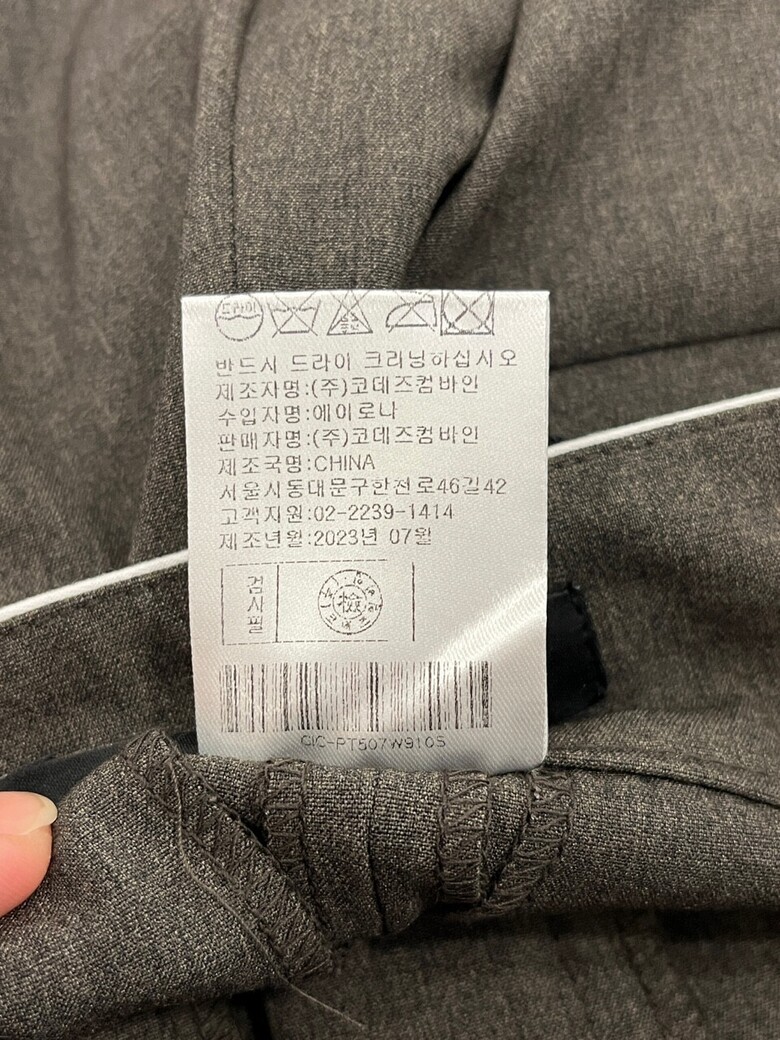 드라이
반드시 드라이 크리닝하십시오
제조자명:(주)코데즈컴바인
수입자명:에이로나
판매자명:(주)코데즈컴바인
제조국명:CHINA
서울시동대문구한천로46길42
고객지원:02-2239-1414
제조년월:2023년 07월
검사필
CIC-PT507W910S